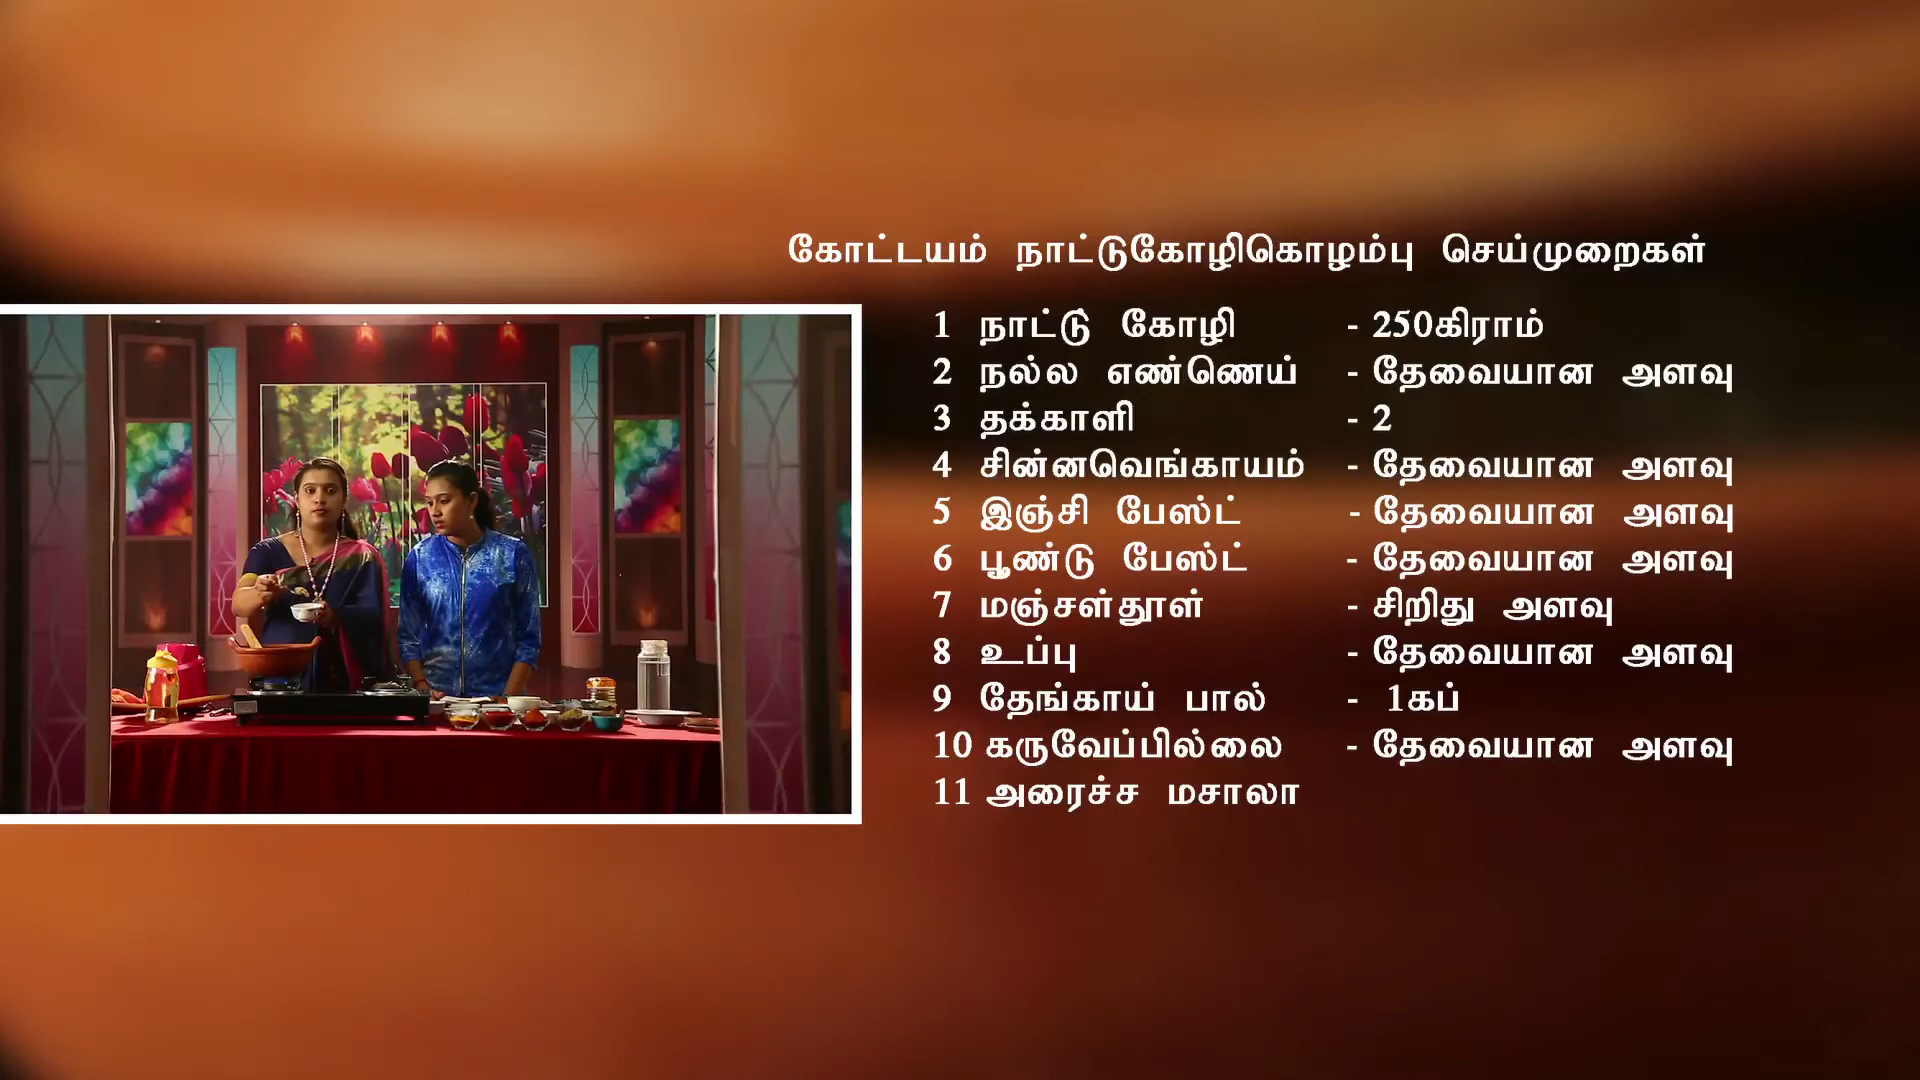 கோட்டயம் நாட்டுகோழிகொழம்பு செய்முறைகள்
1 நாட்டு் கோழி - 250கிராம்
2 நல்ல எண்ணெய் - தேவையான அளவு
3 தக்காளி - 2
4 சின்னவெங்காயம் - தேவையான அளவு
5 இஞ்சி பேஸ்ட் - தேவையான அளவு
6 பூண்டு பேஸ்ட் - தேவையான அளவு
7 மஞ்சள்தூள் - சிறிது அளவு
8 உப்பு - தேவையான அளவு
9 தேங்காய் பால் - 1கப்
10 கருவேப்பில்லை - தேவையான அளவு
11 அரைச்ச மசாலா